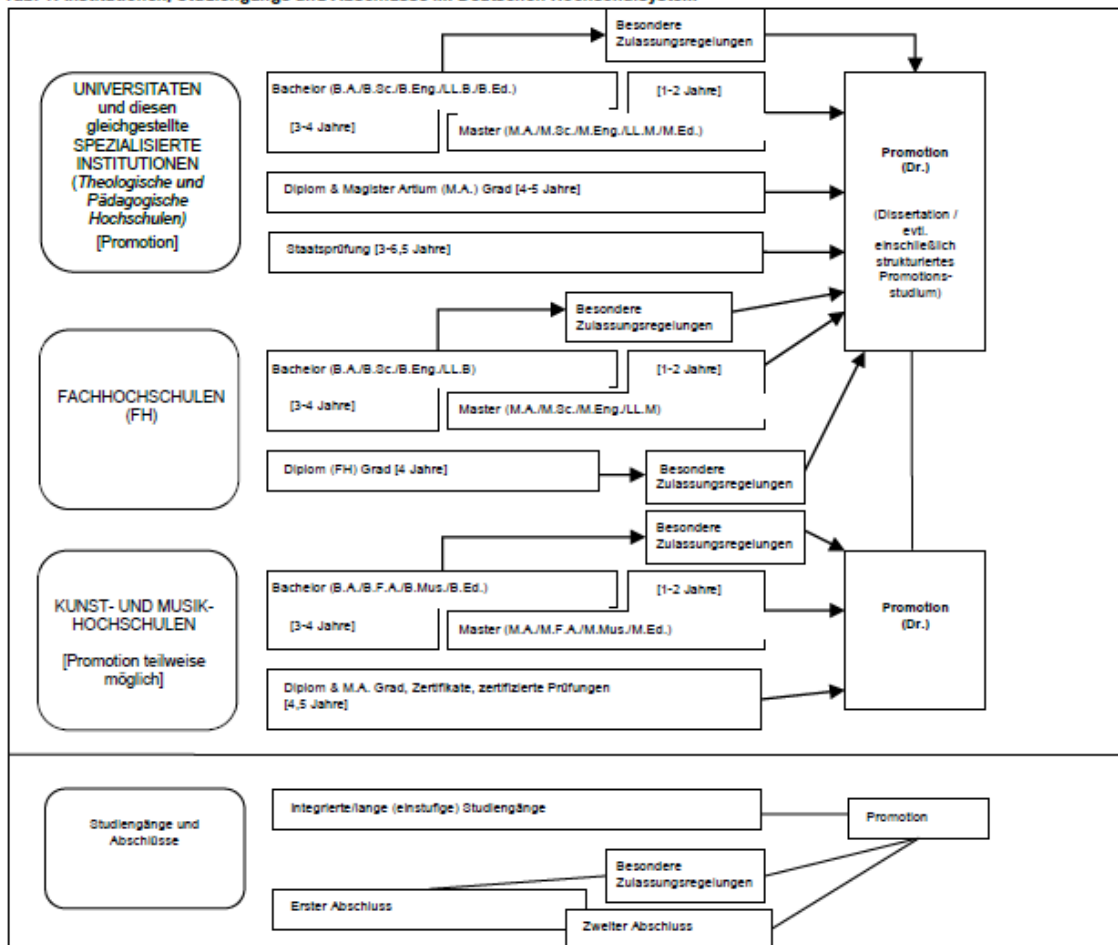 UNIVERSITÄTEN
und diesen
gleichgestellte
SPEZIALISIERTE
INSTITUTIONEN
(Theologische und
Pädagogische
Hochschulen)
[Promotion]
Besondere
Zulassungsregelungen
Bachelor (B.A./B.Sc./B.Eng./LL.B./B.Ed.)
[3-4 Jahre]
[1-2 Jahre]
Master (M.A./M.Sc./M.Eng./LL.M./M.Ed.)
Diplom & Magister Artium (M.A.) Grad [4-5 Jahre]
Staatsprüfung [3-6,5 Jahre]
Promotion
(Dr.)
(Dissertation /
evtl.
einschließlich
strukturiertes
Promotions-
studium)
FACHHOCHSCHULEN
(FH)
Besondere
Zulassungsregelungen
Bachelor (B.A./B.Sc./B.Eng./LL.B)
[3-4 Jahre]
[1-2 Jahre]
Master (M.A./M.Sc./M.Eng./LL.M)
Diplom (FH) Grad [4 Jahre]
Besondere
Zulassungsregelungen
KUNST- UND MUSIK-
HOCHSCHULEN
[Promotion teilweise
möglich]
Besondere
Zulassungsregelungen
Bachelor (B.A./B.F.A./B.Mus./B.Ed.)
[3-4 Jahre]
[1-2 Jahre]
Master (M.A./M.F.A./M.Mus./M.Ed.)
Diplom & M.A. Grad, Zertifikate, zertifizierte Prüfungen
[4,5 Jahre]
Promotion
(Dr.)
Studiengänge und
Abschlüsse
Integrierte/lange (einstufige) Studiengänge
Promotion
Besondere
Zulassungsregelungen
Erster Abschluss
Zweiter Abschluss